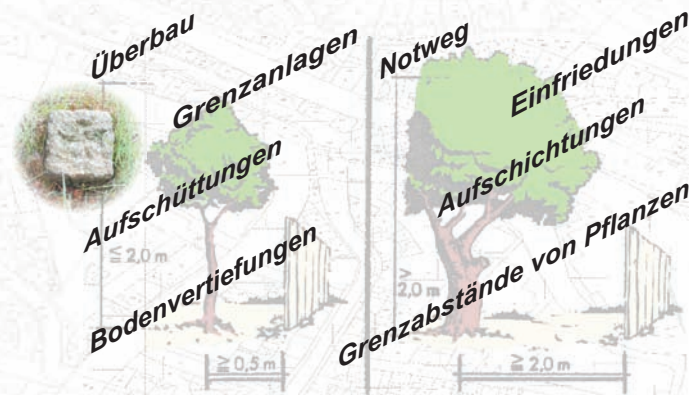 Überbau
Grenzanlagen
Notweg
Einfriedungen
Aufschüttungen
Aufschichtungen
≦ 2,0 m
Bodenvertiefungen
> 2,0 m
Grenzabstände von Pflanzen
≧ 0,5 m
≧ 2,0 m